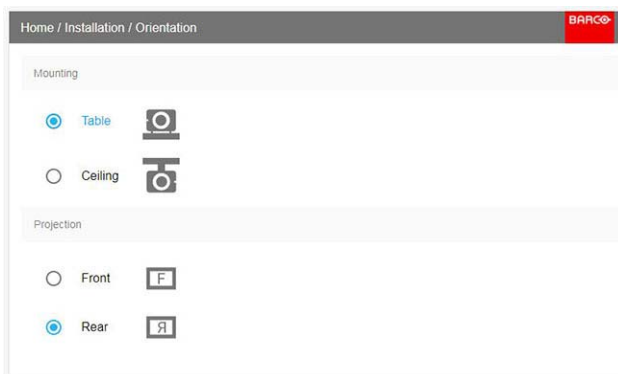 Home / Installation / Orientation
BARCO
Mounting
Table
Ceiling
Projection
Front
F
Rear
Я